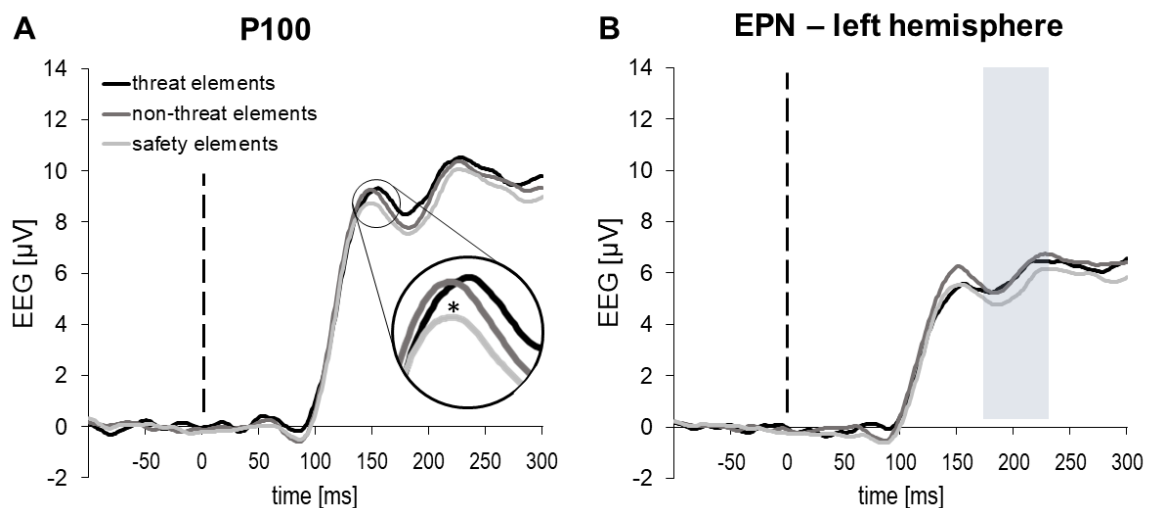 A
P100
14
12
10
8
6
4
2
0
-2
EEG [µV]
threat elements
non-threat elements
safety elements
*
-50 0 50 100 150 200 250 300
time [ms]
B
EPN – left hemisphere
14
12
10
8
6
4
2
0
-2
EEG [µV]
-50 0 50 100 150 200 250 300
time [ms]